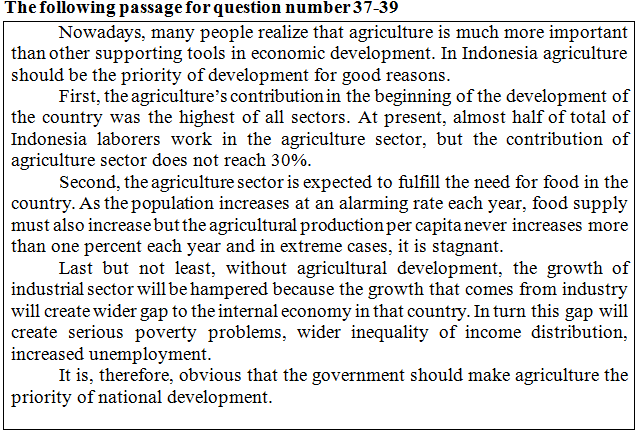 The following passage for question number 37-39
Nowadays, many people realize that agriculture is much more important
than other supporting tools in economic development. In Indonesia agriculture
should be the priority of development for good reasons.
First, the agriculture's contribution in the beginning of the development of
the country was the highest of all sectors. At present, almost half of total of
Indonesia laborers work in the agriculture sector, but the contribution of
agriculture sector does not reach 30%.
Second, the agriculture sector is expected to fulfill the need for food in the
country. As the population increases at an alarming rate each year, food supply
must also increase but the agricultural production per capita never increases more
than one percent each year and in extreme cases, it is stagnant.
Last but not least, without agricultural development, the growth of
industrial sector will be hampered because the growth that comes from industry
will create wider gap to the internal economy in that country. In turn this gap will
create serious poverty problems, wider inequality of income distribution,
increased unemployment.
It is, therefore, obvious that the government should make agriculture the
priority of national development.